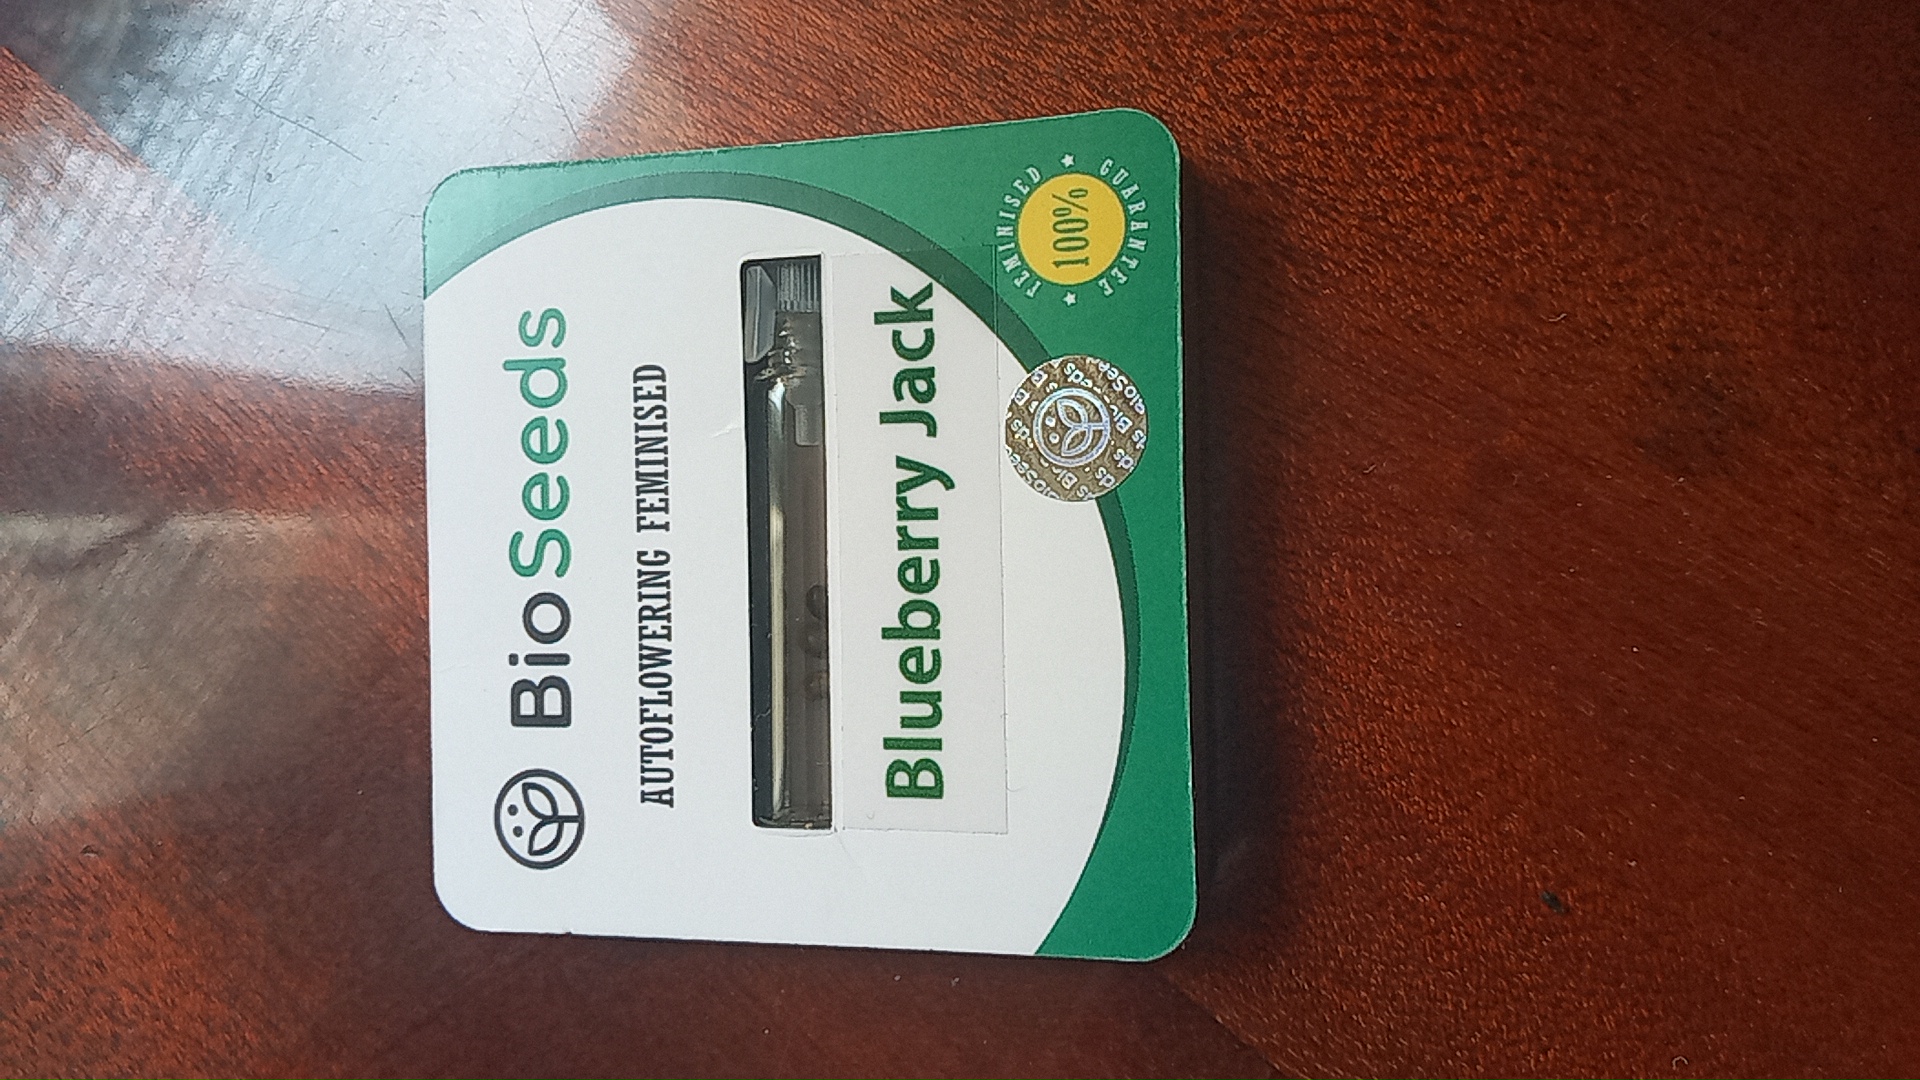 BioSeeds
AUTOFLOWERING FEMINISED
Blueberry Jack
FEMINISED
100%
GUARANTEE